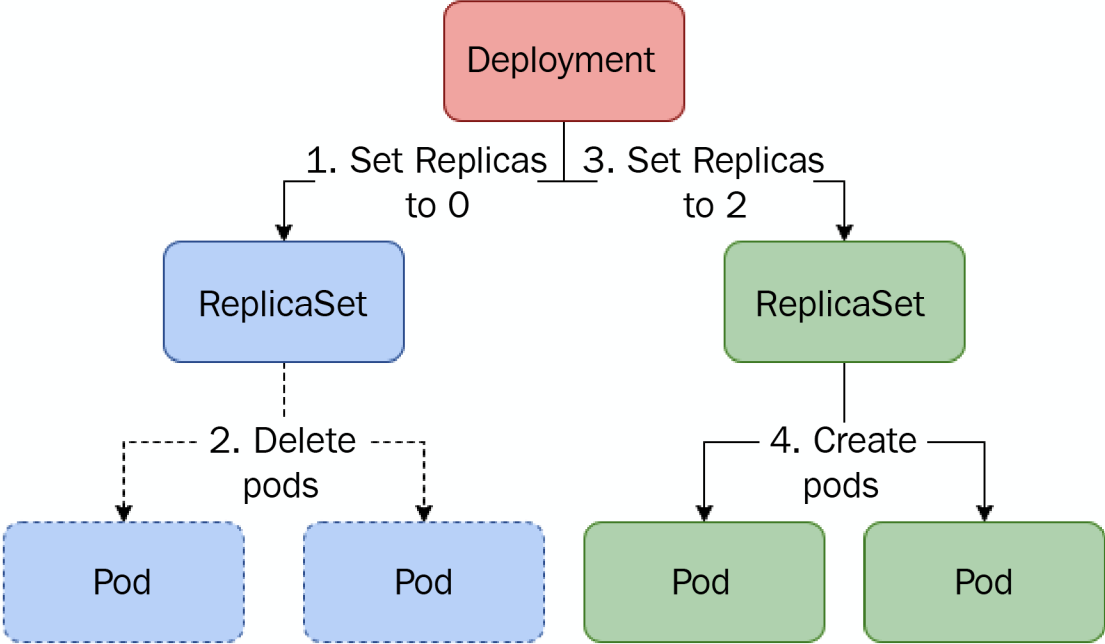 Deployment
1. Set Replicas
to 0
3. Set Replicas
to 2
ReplicaSet
ReplicaSet
2. Delete
pods
4. Create
pods
Pod
Pod
Pod
Pod